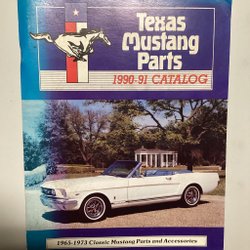 Texas
Mustang
Parts
1990-91 CATALOG
1965-1973 Classic Mustang Parts and Accessories